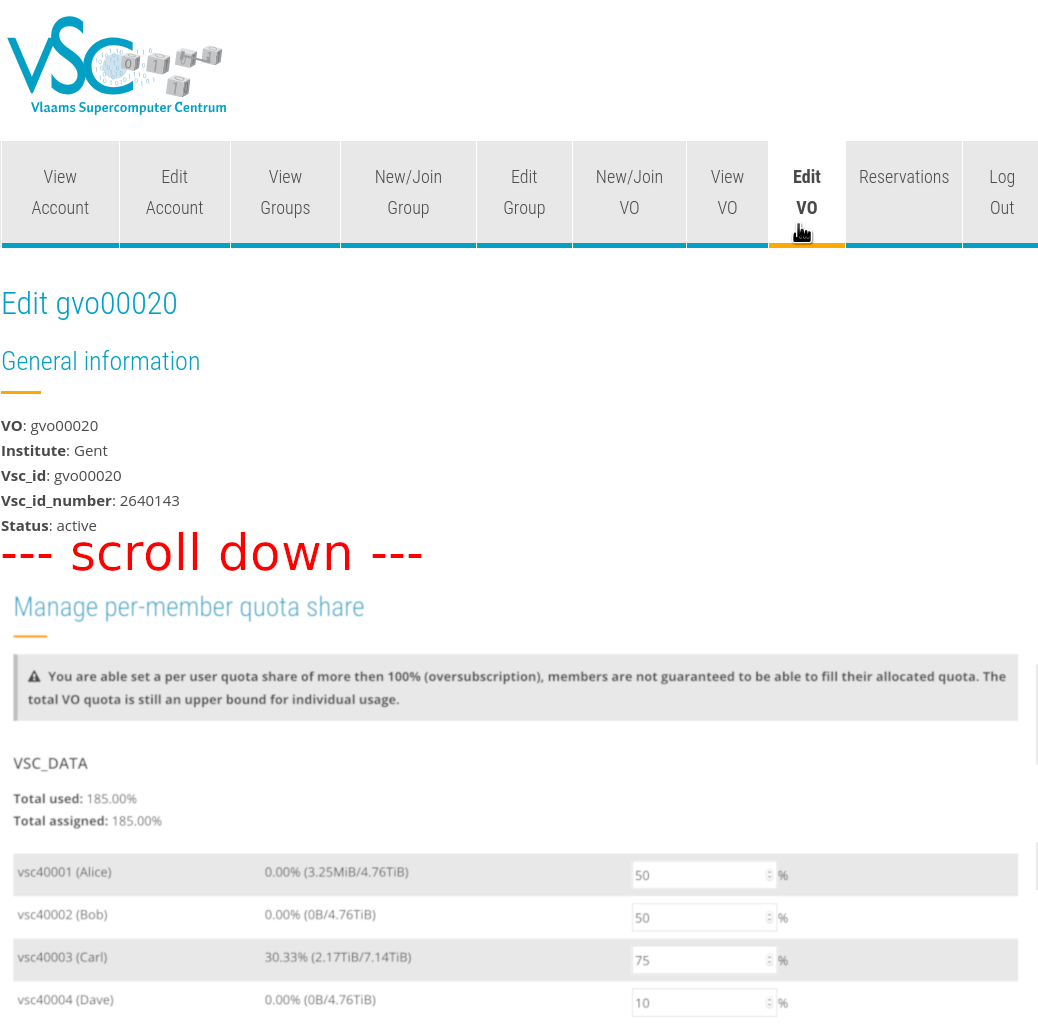 VSC
Vlaams Supercomputer Centrum
View Account
Edit Account
View Groups
New/Join Group
Edit Group
New/Join VO
View VO
Edit VO
Reservations
Log Out
Edit gvo00020
General information
VO: gvo00020
Institute: Gent
Vsc_id: gvo00020
Vsc_id_number: 2640143
Status: active
--- scroll down ---
Manage per-member quota share
You are able set a per user quota share of more then 100% (oversubscription), members are not guaranteed to be able to fill their allocated quota. The
total VO quota is still an upper bound for individual usage.
VSC_DATA
Total used: 185.00%
Total assigned: 185.00%
vsc40001 (Alice) 0.00% (3.25MiB/4.76TiB) 50 %
vsc40002 (Bob) 0.00% (0B/4.76TiB) 50 %
vsc40003 (Carl) 30.33% (2.17TiB/7.14TiB) 75 %
vsc40004 (Dave) 0.00% (0B/4.76TiB) 10 %